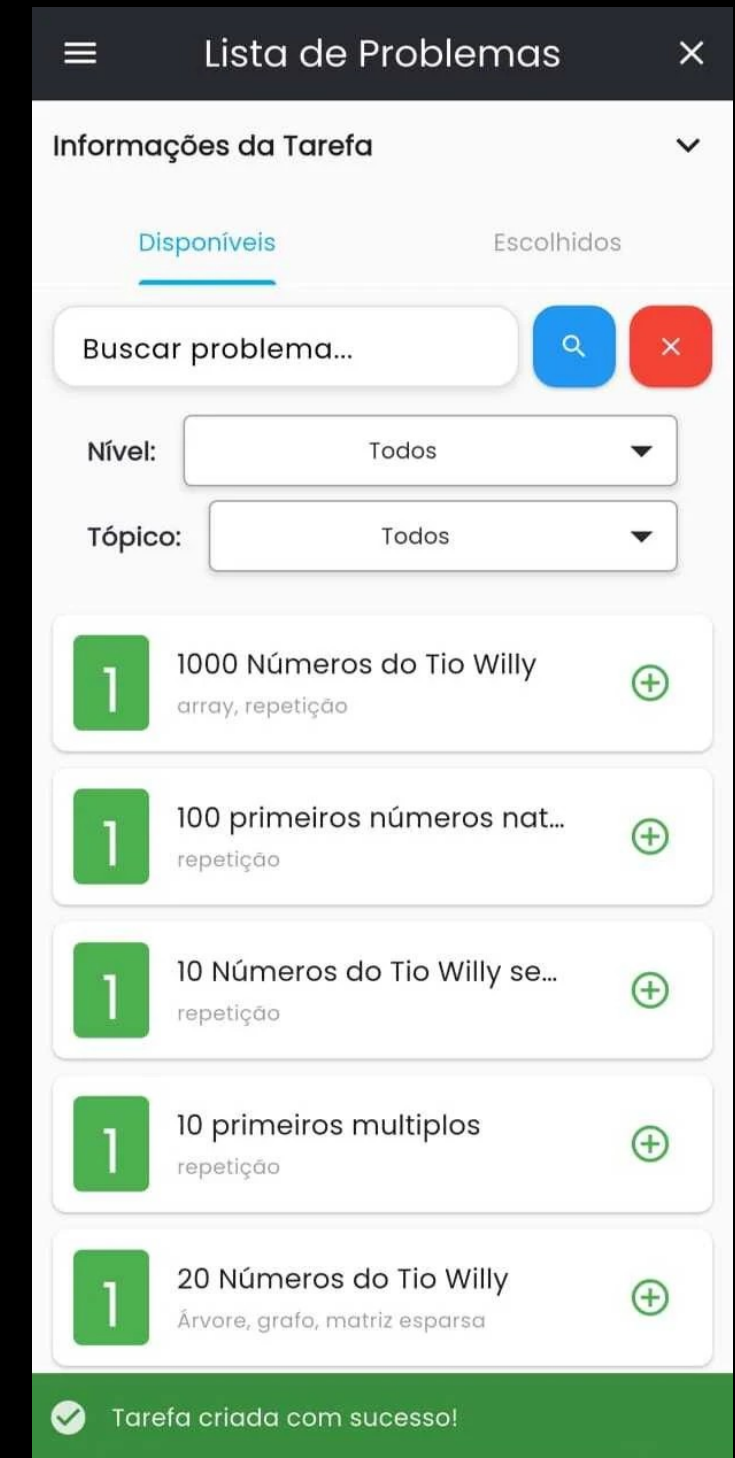 Lista de Problemas
Informações da Tarefa
Disponíveis
Escolhidos
Buscar problema...
Nível:
Todos
Tópico:
Todos
1
1000 Números do Tio Willy
array, repetição
1
100 primeiros números nat...
repetição
1
10 Números do Tio Willy se...
repetição
1
10 primeiros multiplos
repetição
1
20 Números do Tio Willy
Árvore, grafo, matriz esparsa
Tarefa criada com sucesso!